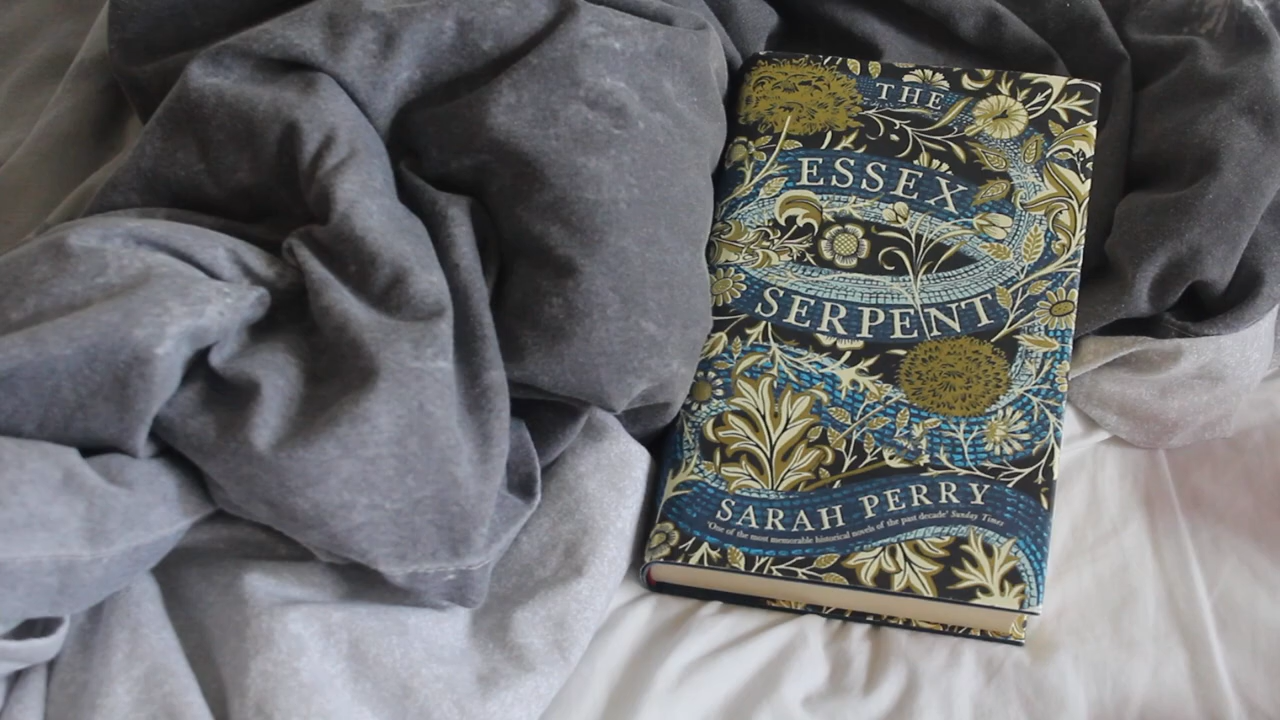 THE
ESSEX
SERPENT
SARAH PERRY
'One of the most memorable historical novels of the past decade' Sunday Times